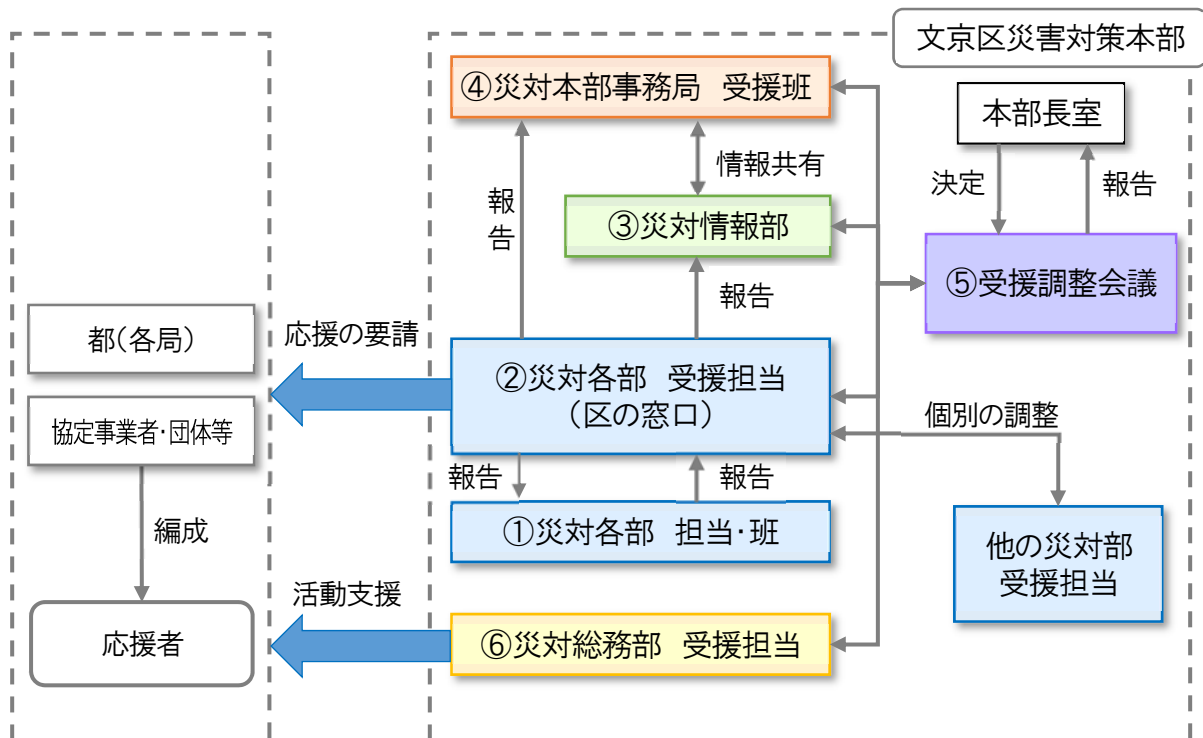 文京区災害対策本部
④災対本部事務局 受援班
本部長室
情報共有
報
告
決定
報告
③災対情報部
⑤受援調整会議
報告
都(各局)
応援の要請
②災対各部 受援担当
(区の窓口)
協定事業者・団体等
個別の調整
報告
報告
編成
①災対各部 担当・班
他の災対部
受援担当
活動支援
応援者
⑥災対総務部 受援担当